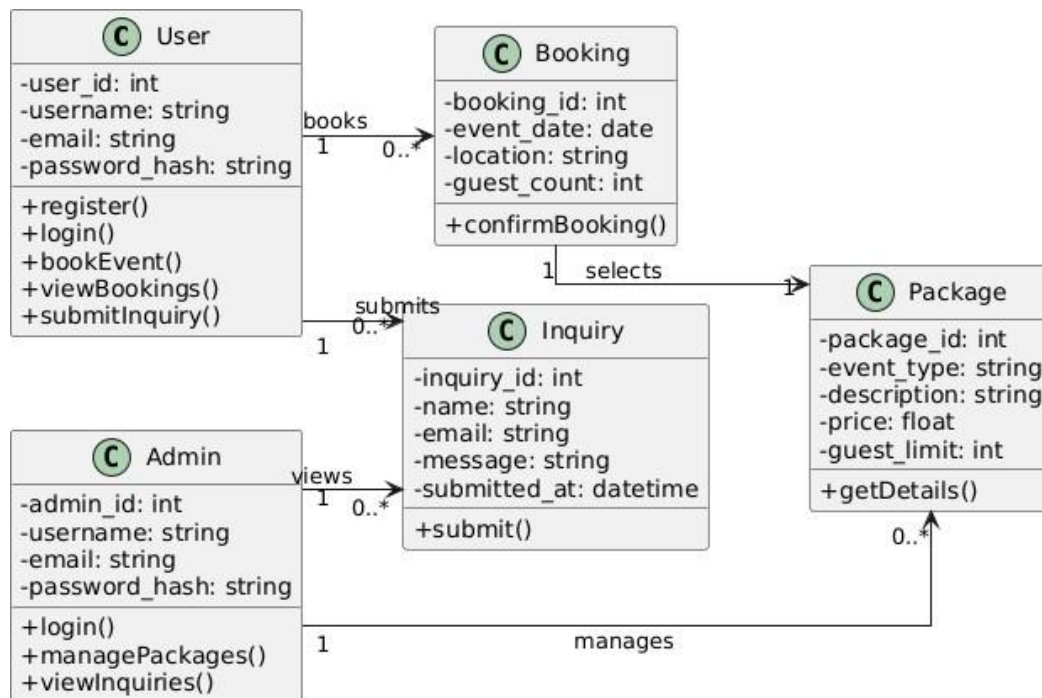 C User
-user_id: int
-username: string
-email: string
-password_hash: string
+register()
+login()
+bookEvent()
+viewBookings()
+submitInquiry()
books
1
0..*
C Booking
-booking_id: int
-event_date: date
-location: string
-guest_count: int
+confirmBooking()
1
selects
1
C Package
-package_id: int
-event_type: string
-description: string
-price: float
-guest_limit: int
+getDetails()
submits
1
0..*
C Inquiry
-inquiry_id: int
-name: string
-email: string
-message: string
-submitted_at: datetime
+submit()
C Admin
-admin_id: int
-username: string
-email: string
-password_hash: string
+login()
+managePackages()
+viewInquiries()
views
1
0..*
1
manages
0..*